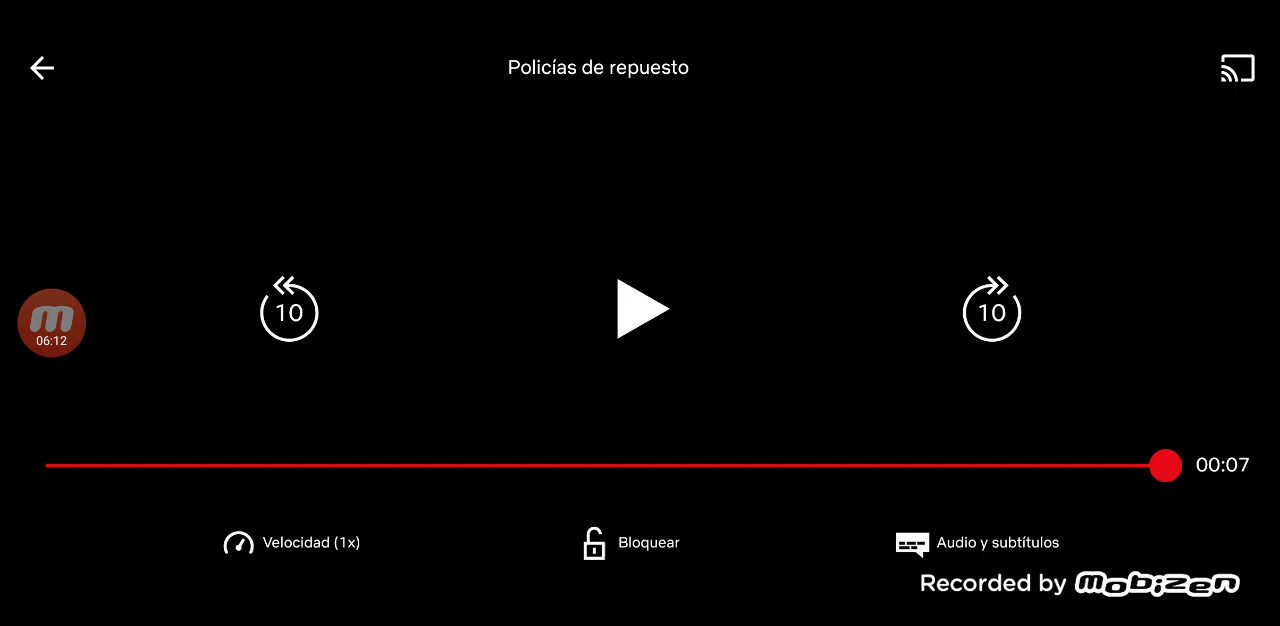 Policías de repuesto
10
10
06:12
00:07
Velocidad (1x)
Bloquear
Audio y subtítulos
Recorded by mobizen